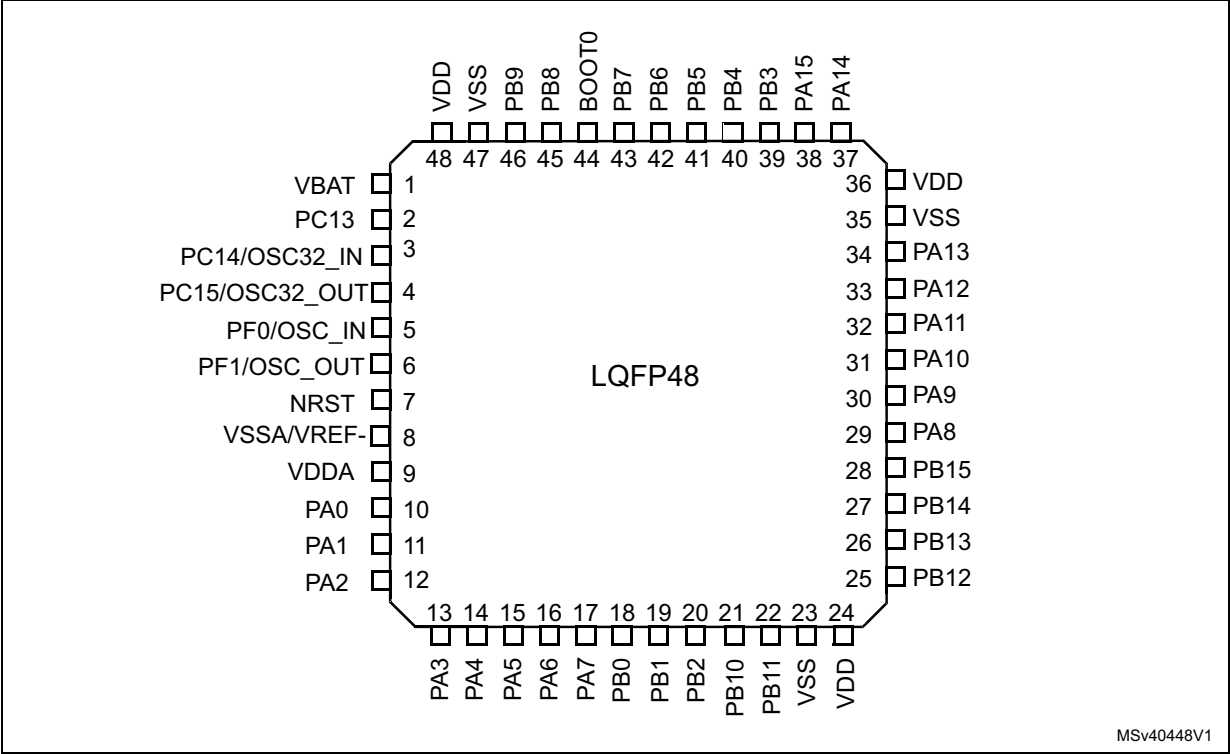 VDD
VSS
PB9
PB8
BOOT0
PB7
PB6
PB5
PB4
PB3
PA15
PA14
48 47 46 45 44 43 42 41 40 39 38 37
VBAT 1
PC13 2
PC14/OSC32_IN 3
PC15/OSC32_OUT 4
PF0/OSC_IN 5
PF1/OSC_OUT 6
NRST 7
VSSA/VREF- 8
VDDA 9
PA0 10
PA1 11
PA2 12
LQFP48
36 VDD
35 VSS
34 PA13
33 PA12
32 PA11
31 PA10
30 PA9
29 PA8
28 PB15
27 PB14
26 PB13
25 PB12
13 14 15 16 17 18 19 20 21 22 23 24
PA3
PA4
PA5
PA6
PA7
PB0
PB1
PB2
PB10
PB11
VSS
VDD
MSv40448V1